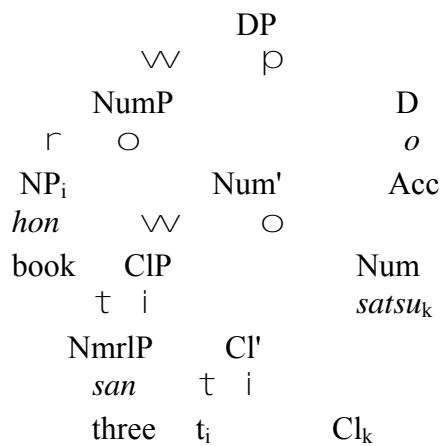 DP
w p
NumP D
r o o
NPi Num' Acc
hon w o
book ClP Num
t i satsuk
NmrlP Cl'
san t i
three ti Clk